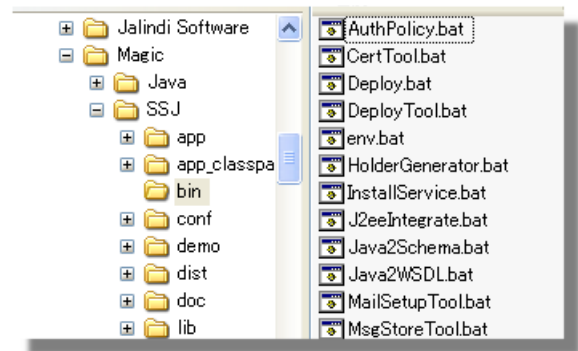 Jalindi Software
Magic
Java
SSJ
app
app_classpa
bin
conf
demo
dist
doc
lib
AuthPolicy.bat
CertTool.bat
Deploy.bat
DeployTool.bat
env.bat
HolderGenerator.bat
InstallService.bat
J2eeIntegrate.bat
Java2Schema.bat
Java2WSDL.bat
MailSetupTool.bat
MsgStoreTool.bat